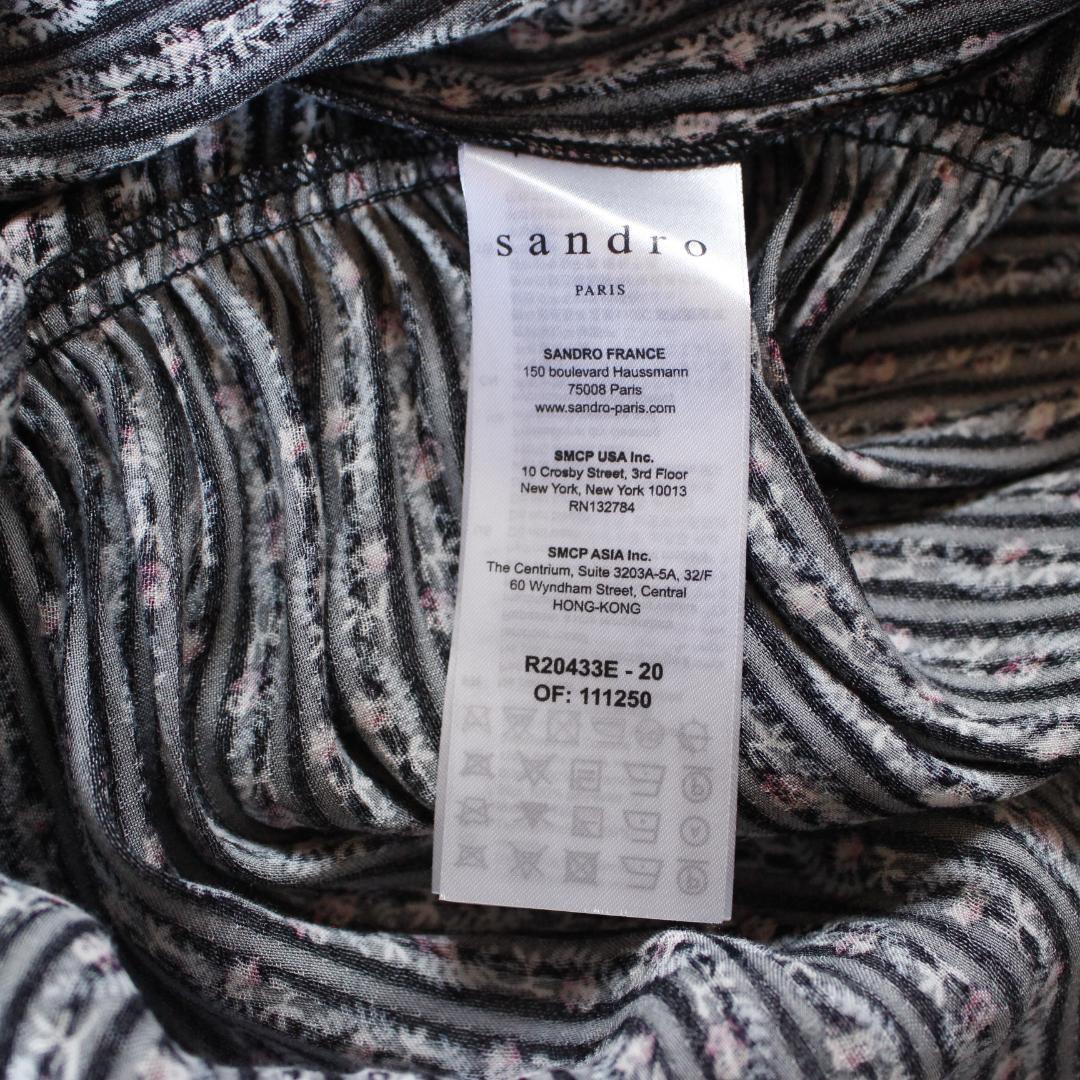 sandro
PARIS
SANDRO FRANCE
150 boulevard Haussmann
75008 Paris
www.sandro-paris.com
SMCP USA Inc.
10 Crosby Street, 3rd Floor
New York, New York 10013
RN132784
SMCP ASIA Inc.
The Centrium, Suite 3203A-5A, 32/F
60 Wyndham Street, Central
HONG-KONG
R20433E - 20
OF: 111250